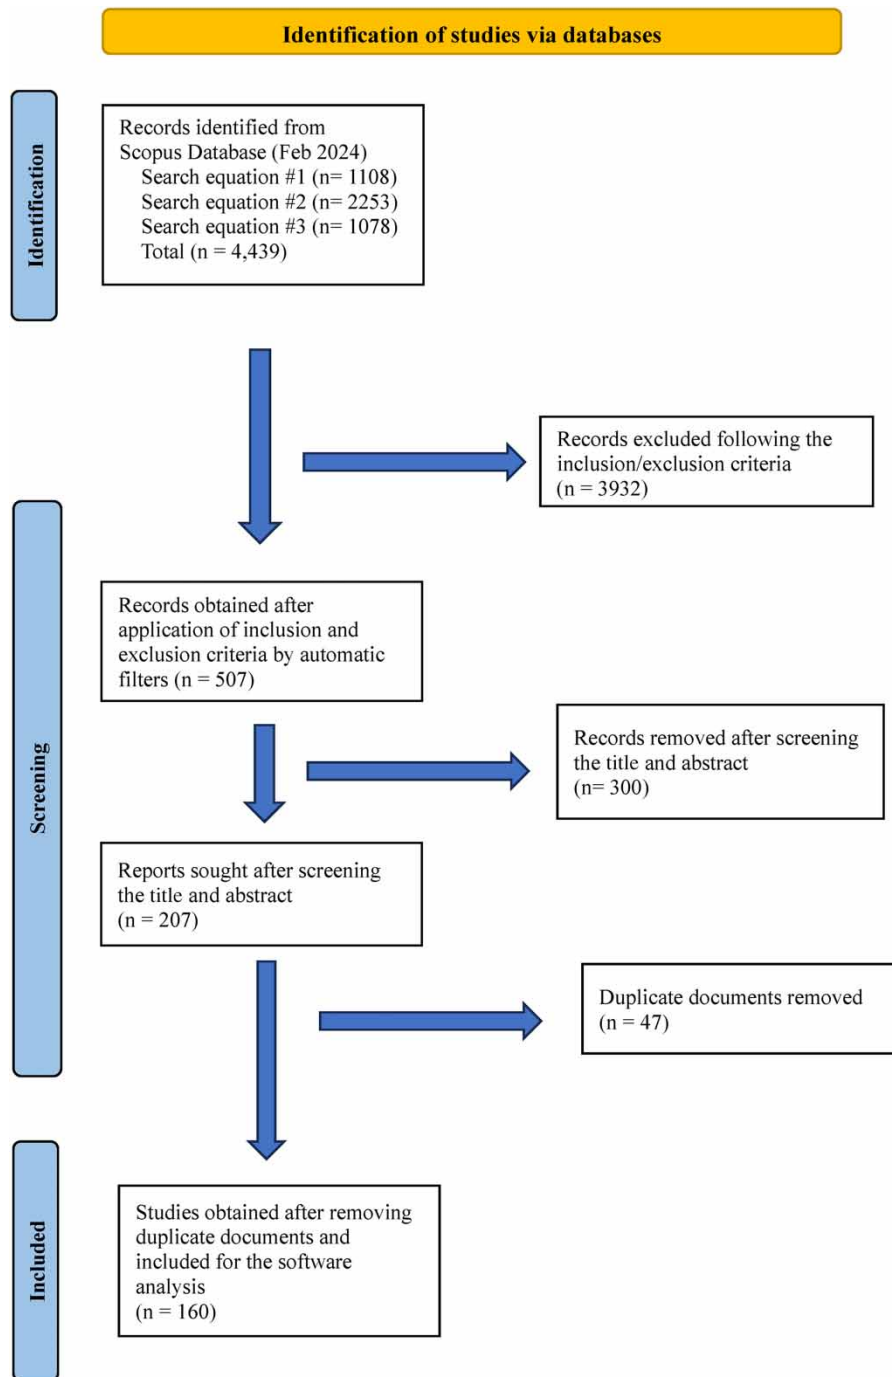 Identification of studies via databases
Identification
Records identified from
Scopus Database (Feb 2024)
Search equation #1 (n= 1108)
Search equation #2 (n= 2253)
Search equation #3 (n= 1078)
Total (n = 4,439)
Records excluded following the
inclusion/exclusion criteria
(n = 3932)
Screening
Records obtained after
application of inclusion and
exclusion criteria by automatic
filters (n = 507)
Records removed after screening
the title and abstract
(n= 300)
Reports sought after screening
the title and abstract
(n = 207)
Duplicate documents removed
(n = 47)
Included
Studies obtained after removing
duplicate documents and
included for the software
analysis
(n = 160)